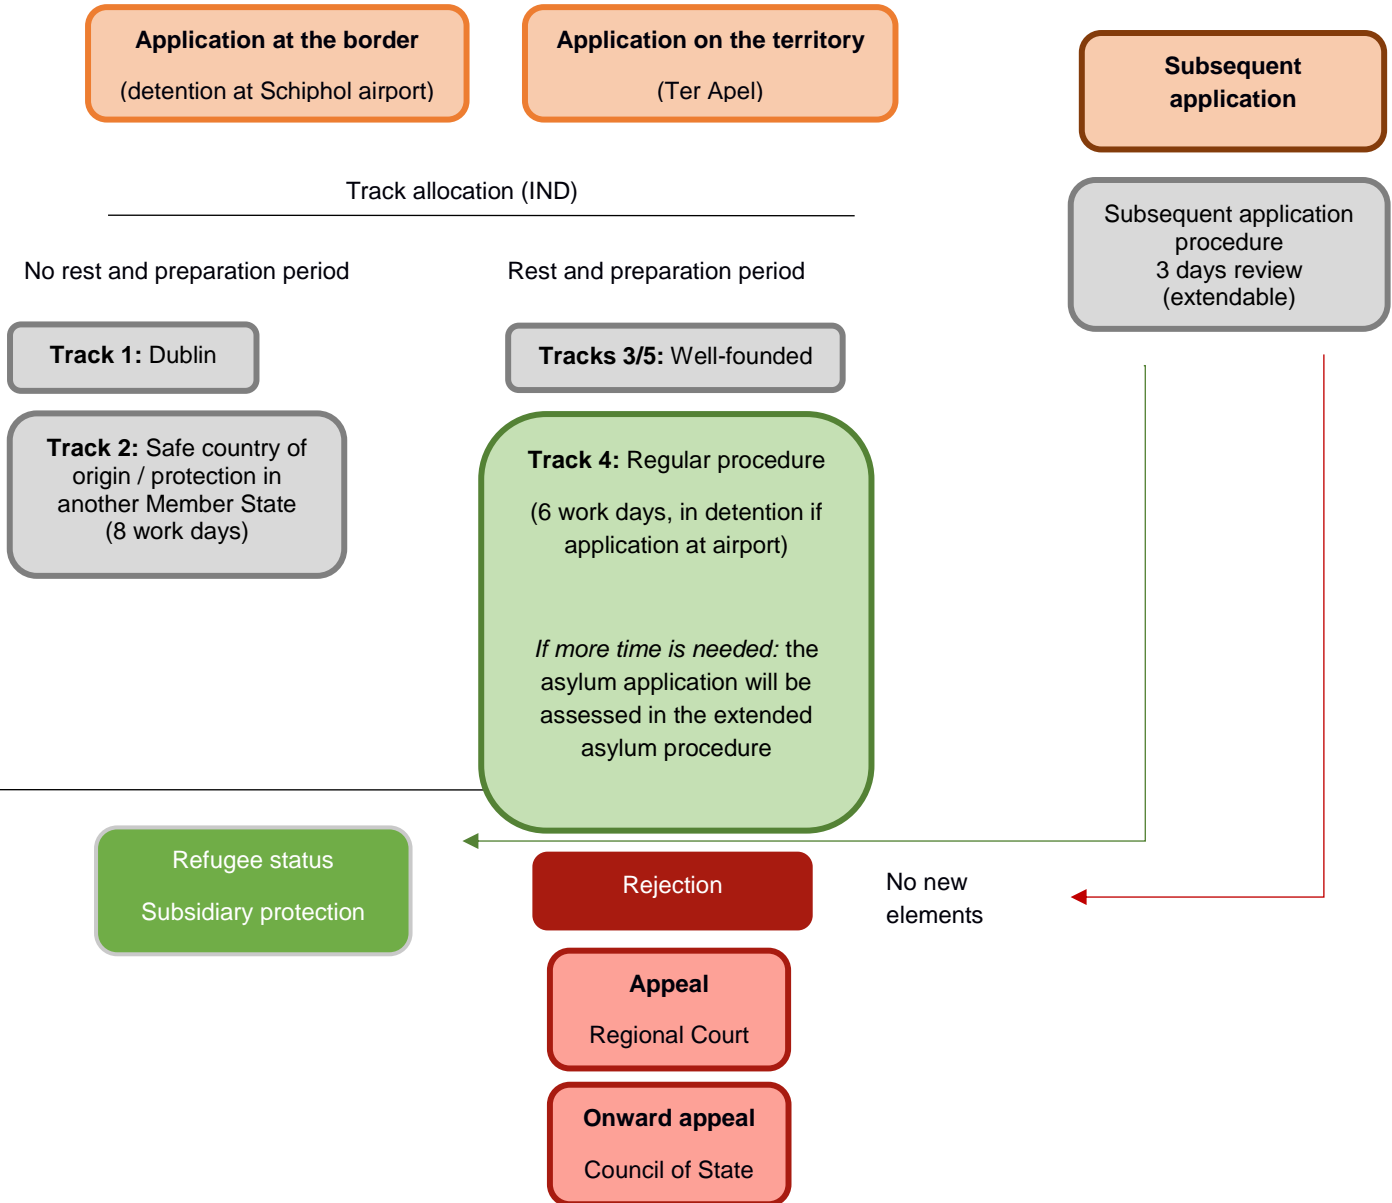 Application at the border
(detention at Schiphol airport)
Application on the territory
(Ter Apel)
Subsequent
application
Track allocation (IND)
Subsequent application
procedure
3 days review
(extendable)
No rest and preparation period
Rest and preparation period
Track 1: Dublin
Tracks 3/5: Well-founded
Track 2: Safe country of
origin / protection in
another Member State
(8 work days)
Track 4: Regular procedure
(6 work days, in detention if
application at airport)
If more time is needed: the
asylum application will be
assessed in the extended
asylum procedure
Refugee status
Subsidiary protection
Rejection
No new
elements
Appeal
Regional Court
Onward appeal
Council of State